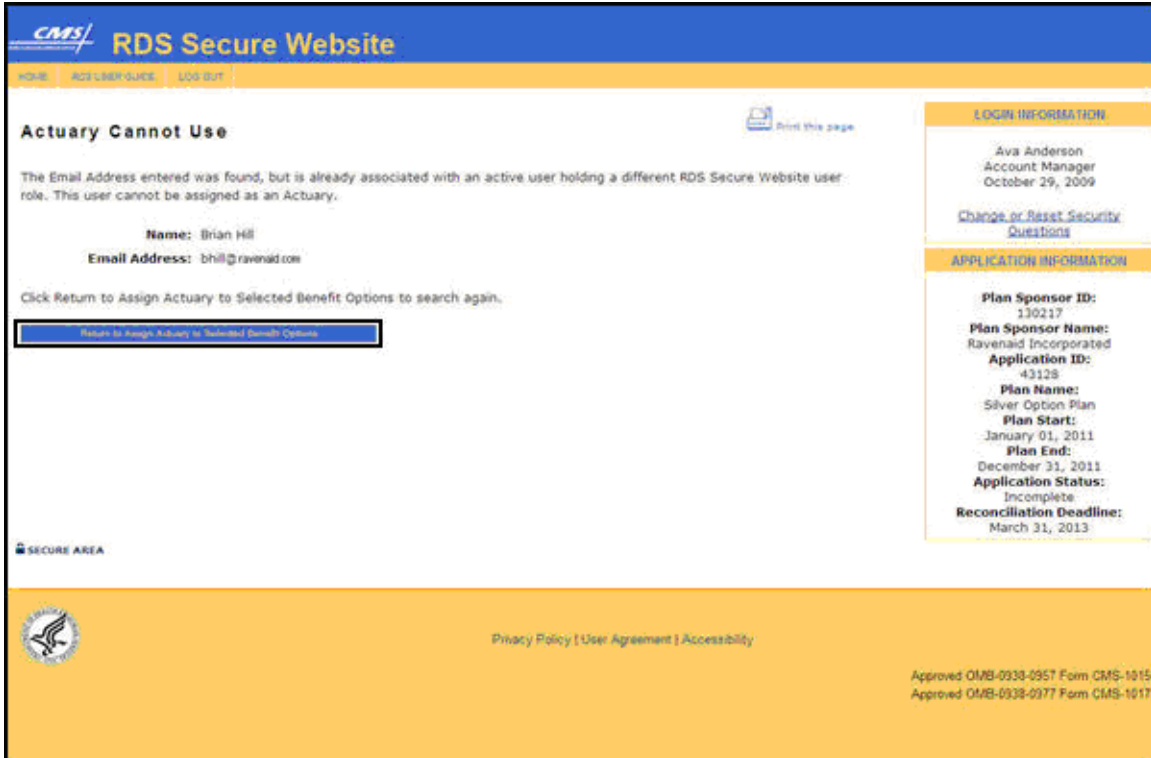 CMS
RDS Secure Website
HOME RDS USER GUIDE LOG OUT
Actuary Cannot Use
Print this page
The Email Address entered was found, but is already associated with an active user holding a different RDS Secure Website user
role. This user cannot be assigned as an Actuary.
Name: Brian Hill
Email Address: bhill@ravenaid.com
Click Return to Assign Actuary to Selected Benefit Options to search again.
Return to Assign Actuary to Selected Benefit Options
SECURE AREA
LOGIN INFORMATION
Ava Anderson
Account Manager
October 29, 2009
Change or Reset Security
Questions
APPLICATION INFORMATION
Plan Sponsor ID:
130217
Plan Sponsor Name:
Ravenaid Incorporated
Application ID:
43128
Plan Name:
Silver Option Plan
Plan Start:
January 01, 2011
Plan End:
December 31, 2011
Application Status:
Incomplete
Reconciliation Deadline:
March 31, 2013
Privacy Policy | User Agreement | Accessibility
Approved OMB-0938-0957 Form CMS-1015
Approved OMB-0938-0977 Form CMS-1017